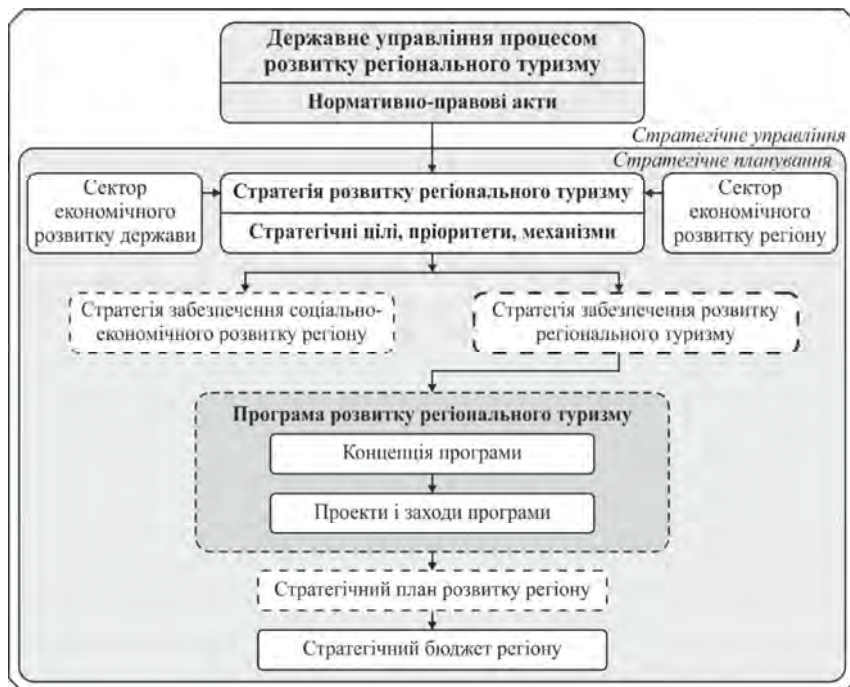 Державне управління процесом
розвитку регіонального туризму
Нормативно-правові акти
Стратегічне управління
Стратегічне планування
Сектор
економічного
розвитку держави
Стратегія розвитку регіонального туризму
Стратегічні цілі, пріоритети, механізми
Сектор
економічного
розвитку регіону
Стратегія забезпечення соціально-
економічного розвитку регіону
Стратегія забезпечення розвитку
регіонального туризму
Програма розвитку регіонального туризму
Концепція програми
Проекти і заходи програми
Стратегічний план розвитку регіону
Стратегічний бюджет регіону